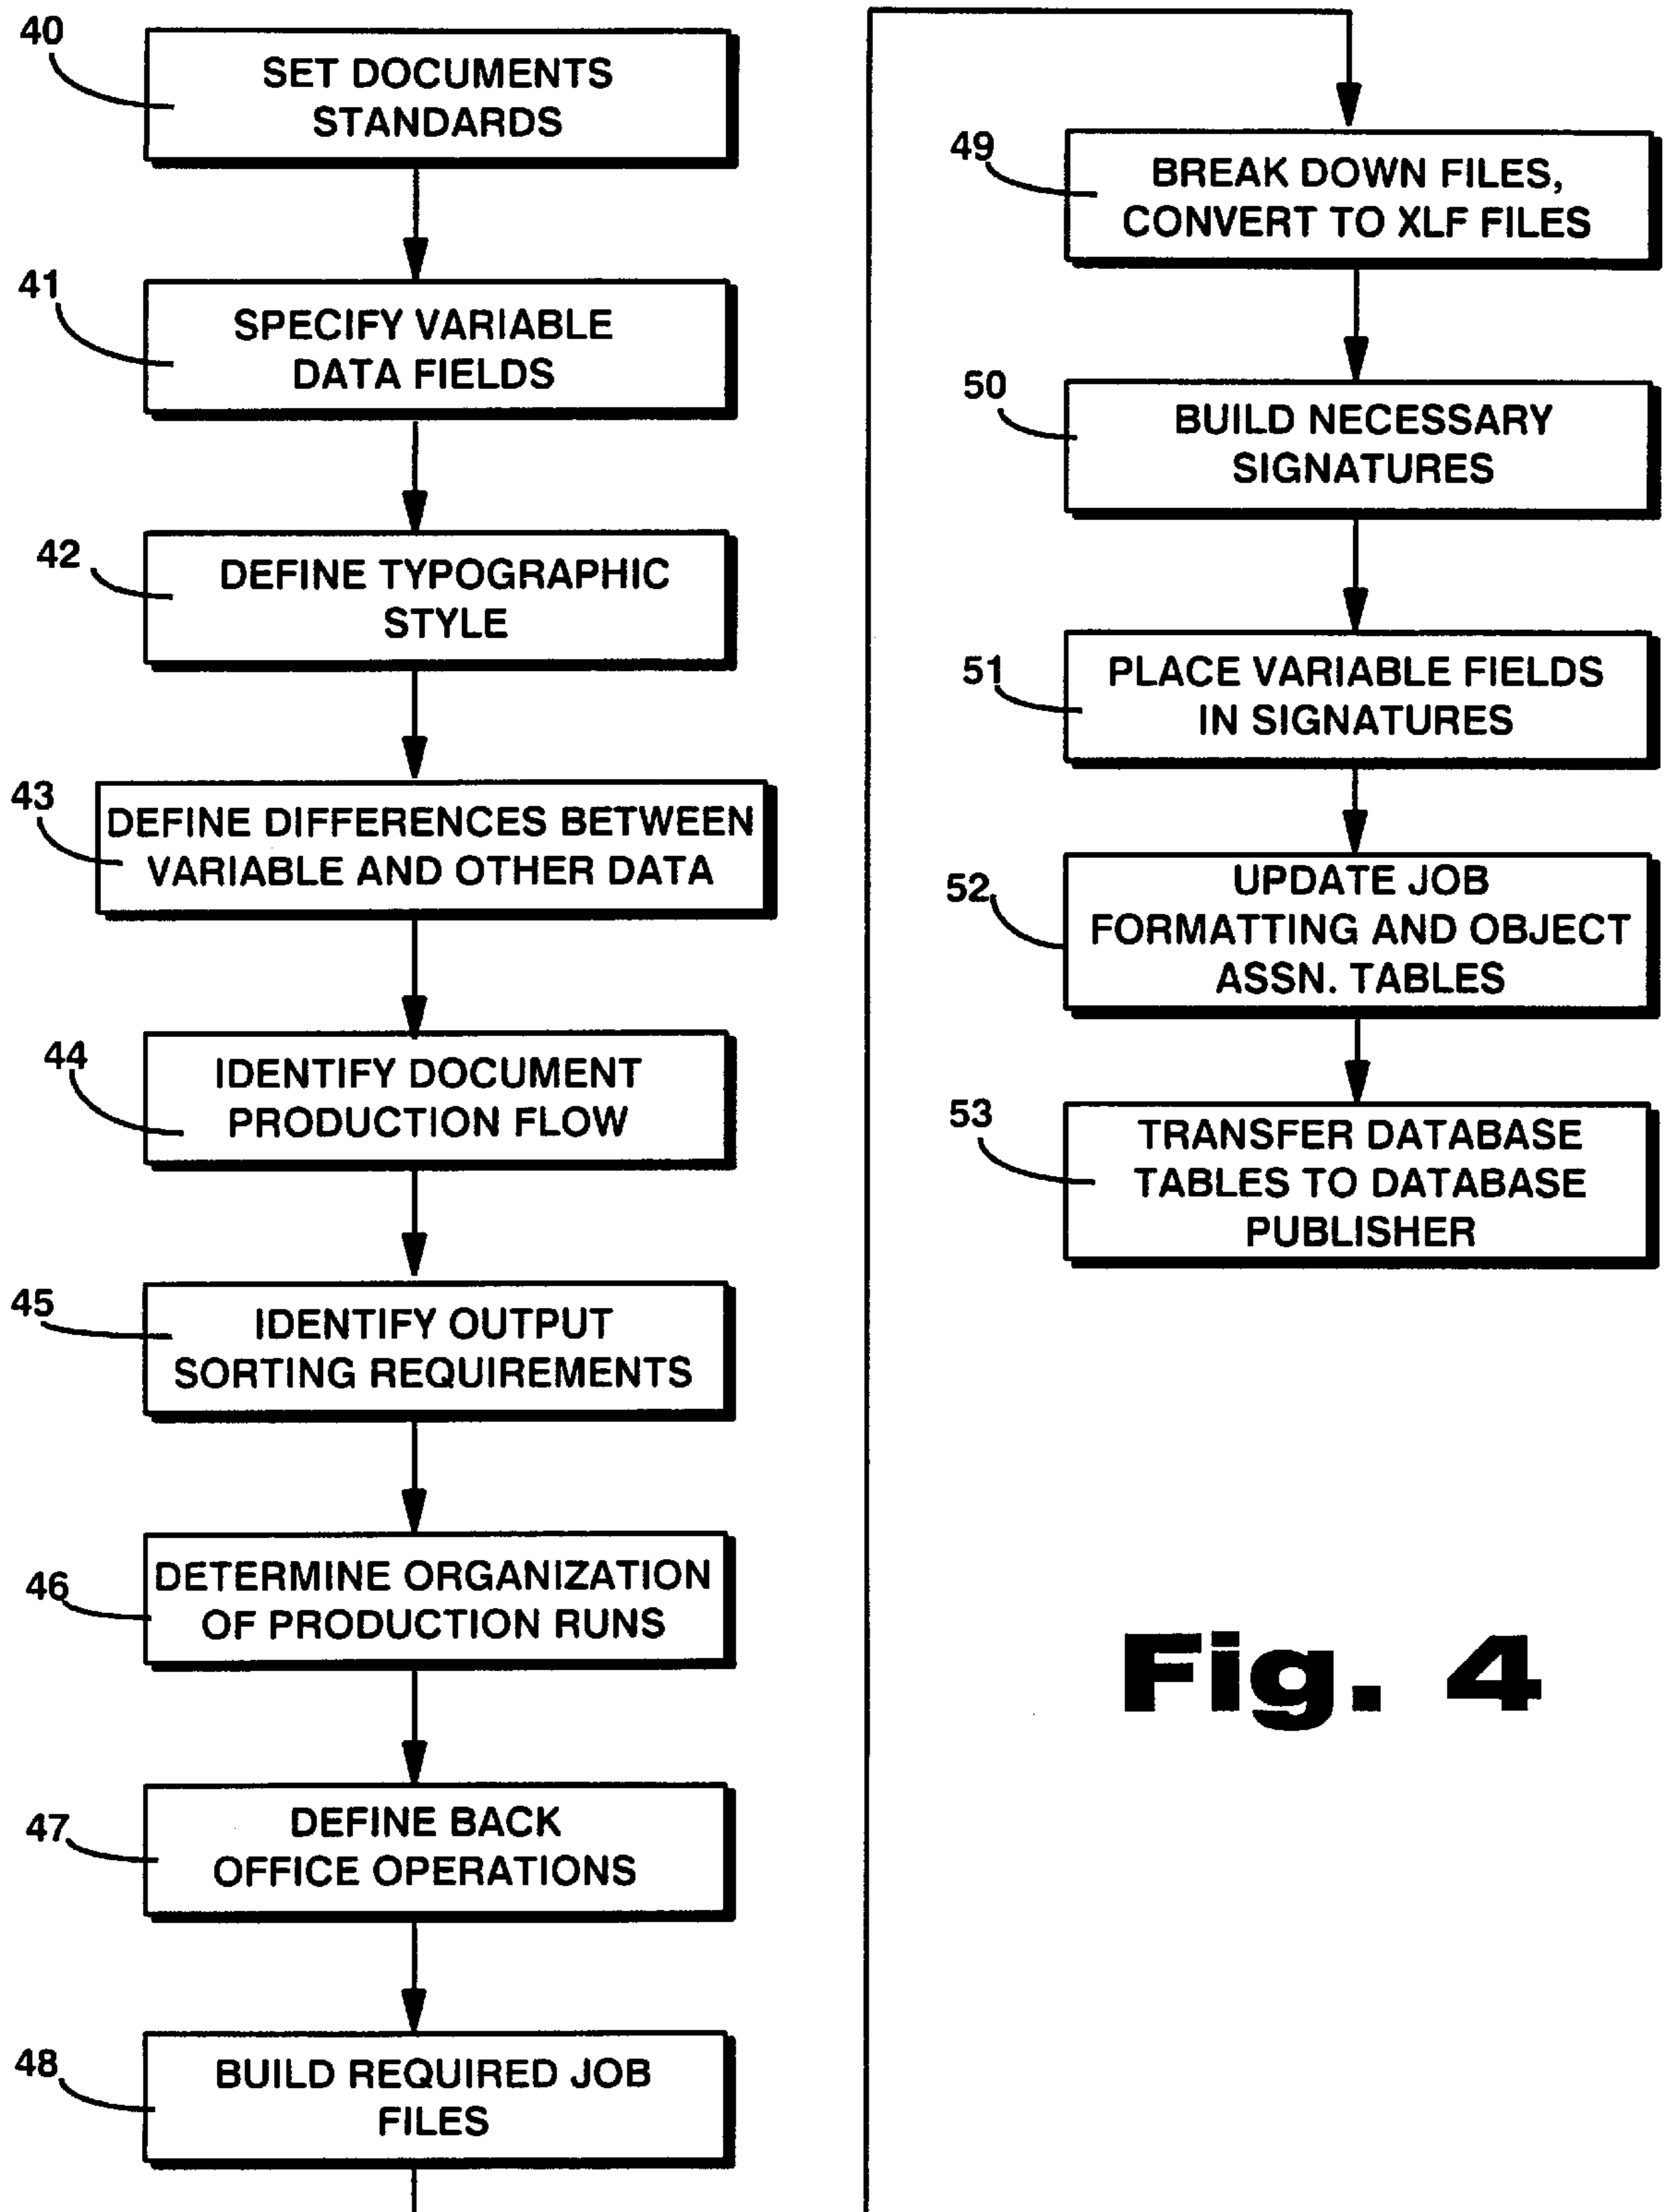 40
SET DOCUMENTS
STANDARDS
41
SPECIFY VARIABLE
DATA FIELDS
42
DEFINE TYPOGRAPHIC
STYLE
43
DEFINE DIFFERENCES BETWEEN
VARIABLE AND OTHER DATA
44
IDENTIFY DOCUMENT
PRODUCTION FLOW
45
IDENTIFY OUTPUT
SORTING REQUIREMENTS
46
DETERMINE ORGANIZATION
OF PRODUCTION RUNS
47
DEFINE BACK
OFFICE OPERATIONS
48
BUILD REQUIRED JOB
FILES
49
BREAK DOWN FILES,
CONVERT TO XLF FILES
50
BUILD NECESSARY
SIGNATURES
51
PLACE VARIABLE FIELDS
IN SIGNATURES
52
UPDATE JOB
FORMATTING AND OBJECT
ASSN. TABLES
53
TRANSFER DATABASE
TABLES TO DATABASE
PUBLISHER
Fig. 4